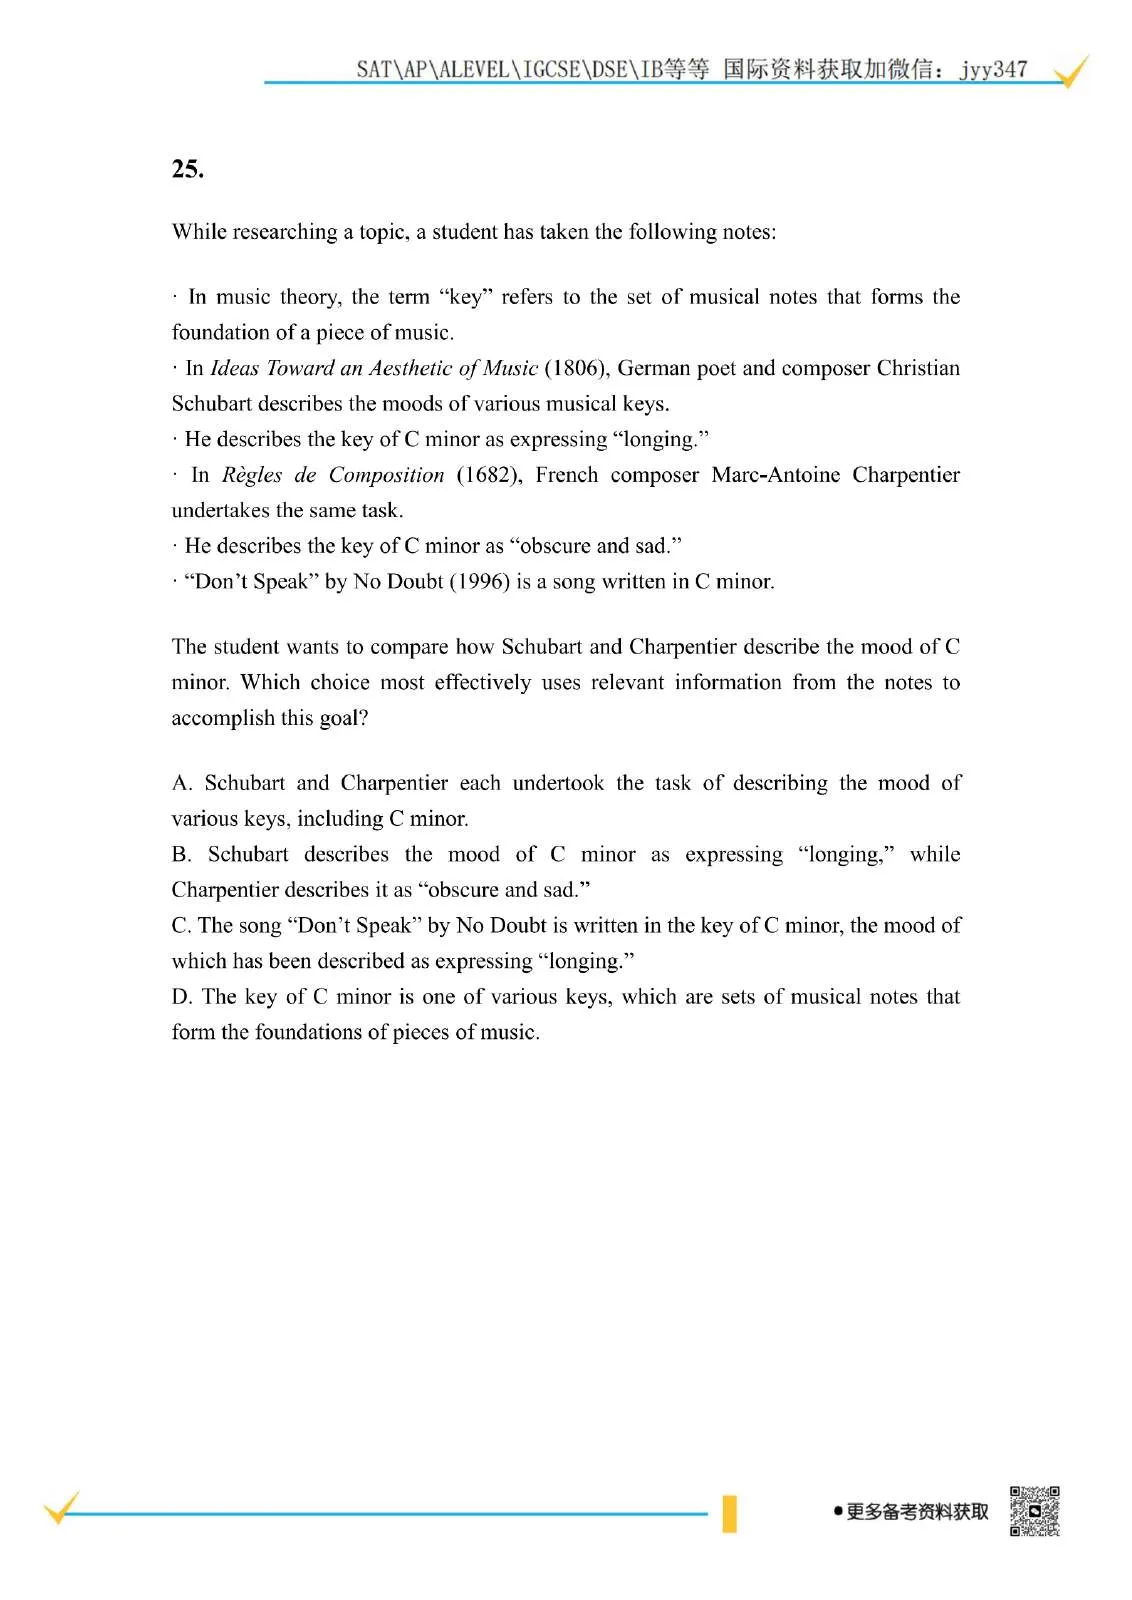 SAT\AP\ALEVEL\IGCSE\DSE\IB等等 国际资料获取加微信：jyy347
25.
While researching a topic, a student has taken the following notes:
· In music theory, the term “key” refers to the set of musical notes that forms the
foundation of a piece of music.
· In Ideas Toward an Aesthetic of Music (1806), German poet and composer Christian
Schubart describes the moods of various musical keys.
· He describes the key of C minor as expressing “longing.”
· In Règles de Composition (1682), French composer Marc-Antoine Charpentier
undertakes the same task.
· He describes the key of C minor as “obscure and sad.”
· “Don’t Speak” by No Doubt (1996) is a song written in C minor.
The student wants to compare how Schubart and Charpentier describe the mood of C
minor. Which choice most effectively uses relevant information from the notes to
accomplish this goal?
A. Schubart and Charpentier each undertook the task of describing the mood of
various keys, including C minor.
B. Schubart describes the mood of C minor as expressing “longing,” while
Charpentier describes it as “obscure and sad.”
C. The song “Don’t Speak” by No Doubt is written in the key of C minor, the mood of
which has been described as expressing “longing.”
D. The key of C minor is one of various keys, which are sets of musical notes that
form the foundations of pieces of music.
•更多备考资料获取